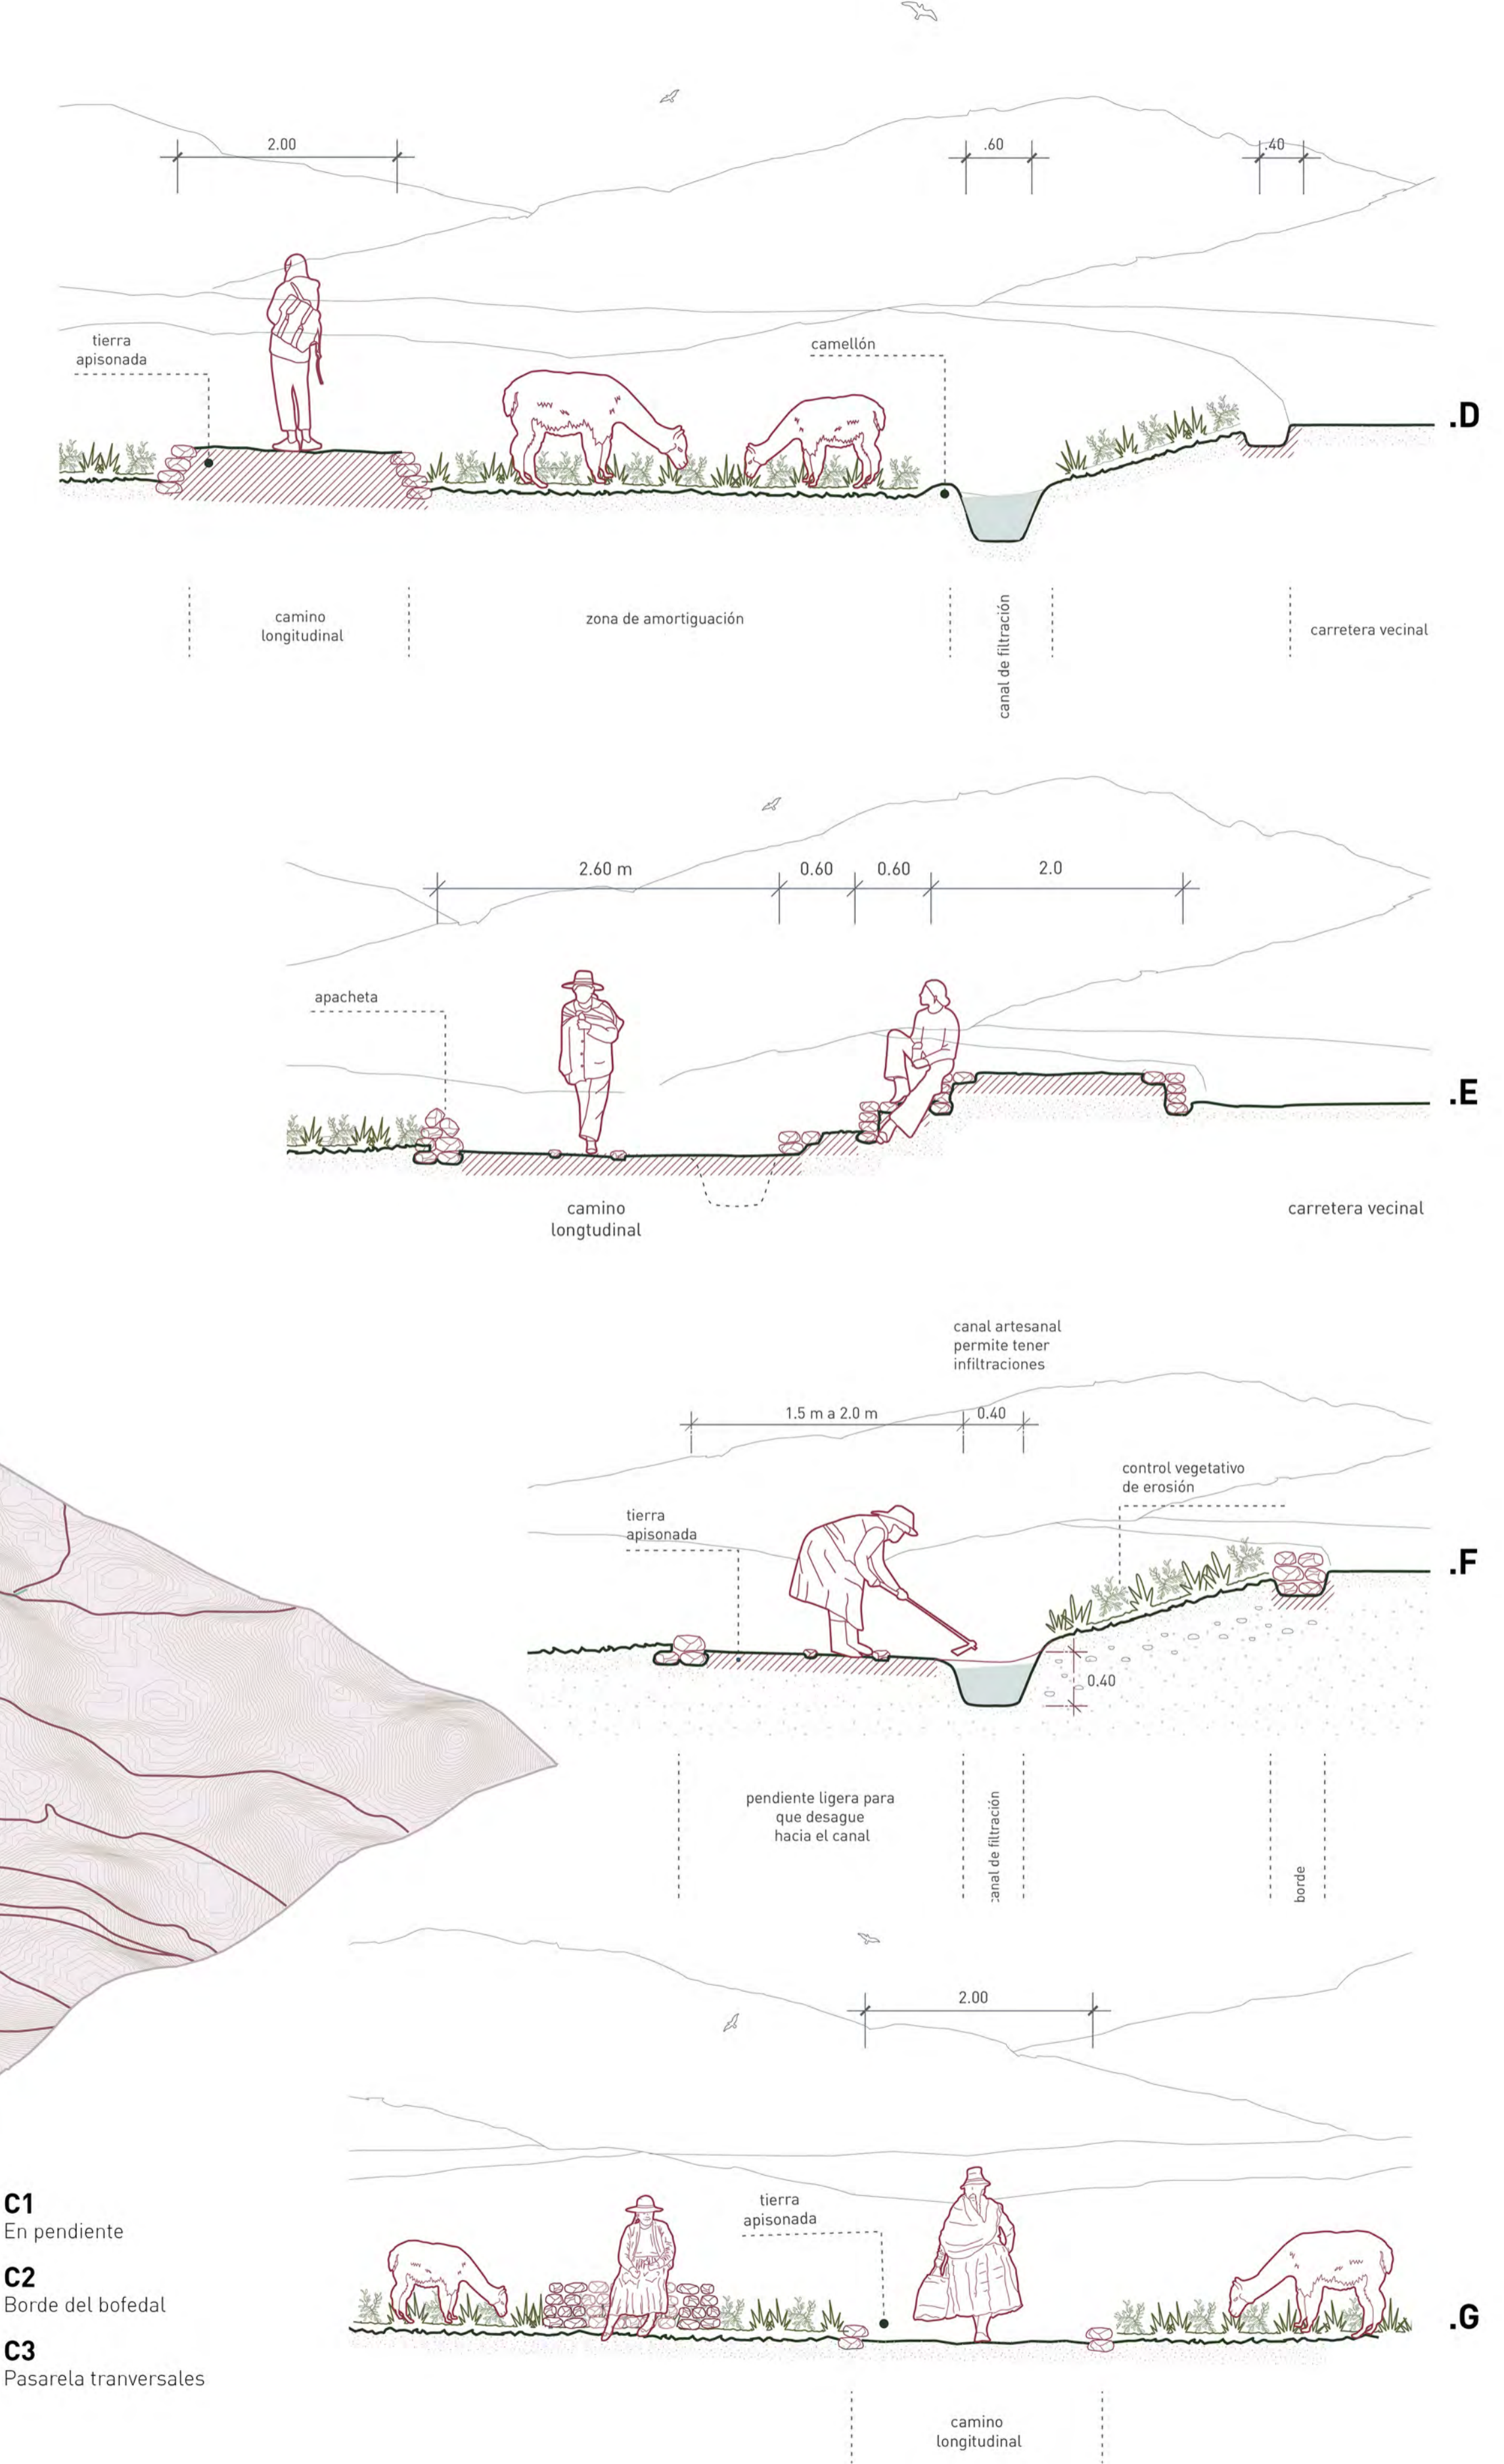 2.00
.60
.40
tierra
apisonada
camellón
.D
camino
longitudinal
zona de amortiguación
canal de filtración
carretera vecinal
2.60 m
0.60
0.60
2.0
apacheta
.E
camino
longtudinal
carretera vecinal
canal artesanal
permite tener
infiltraciones
1.5 m a 2.0 m
0.40
control vegetativo
de erosión
tierra
apisonada
.F
0.40
pendiente ligera para
que desague
hacia el canal
canal de filtración
borde
2.00
tierra
apisonada
.G
camino
longitudinal
C1
En pendiente
C2
Borde del bofedal
C3
Pasarela tranversales